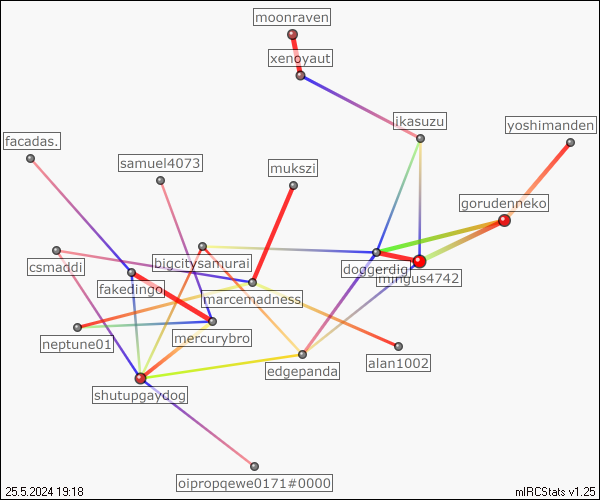 moonraven
xenoyaut
ikasuzu
yoshimanden
facadas.
samuel4073
mukszi
gorudenneko
csmaddi
bigcitysamurai
doggerdig
mingus4742
fakedingo
marcemadness
neptune01
mercurybro
edgepanda
alan1002
shutupgaydog
oipropqewe0171#0000
25.5.2024 19:18
mIRCStats v1.25